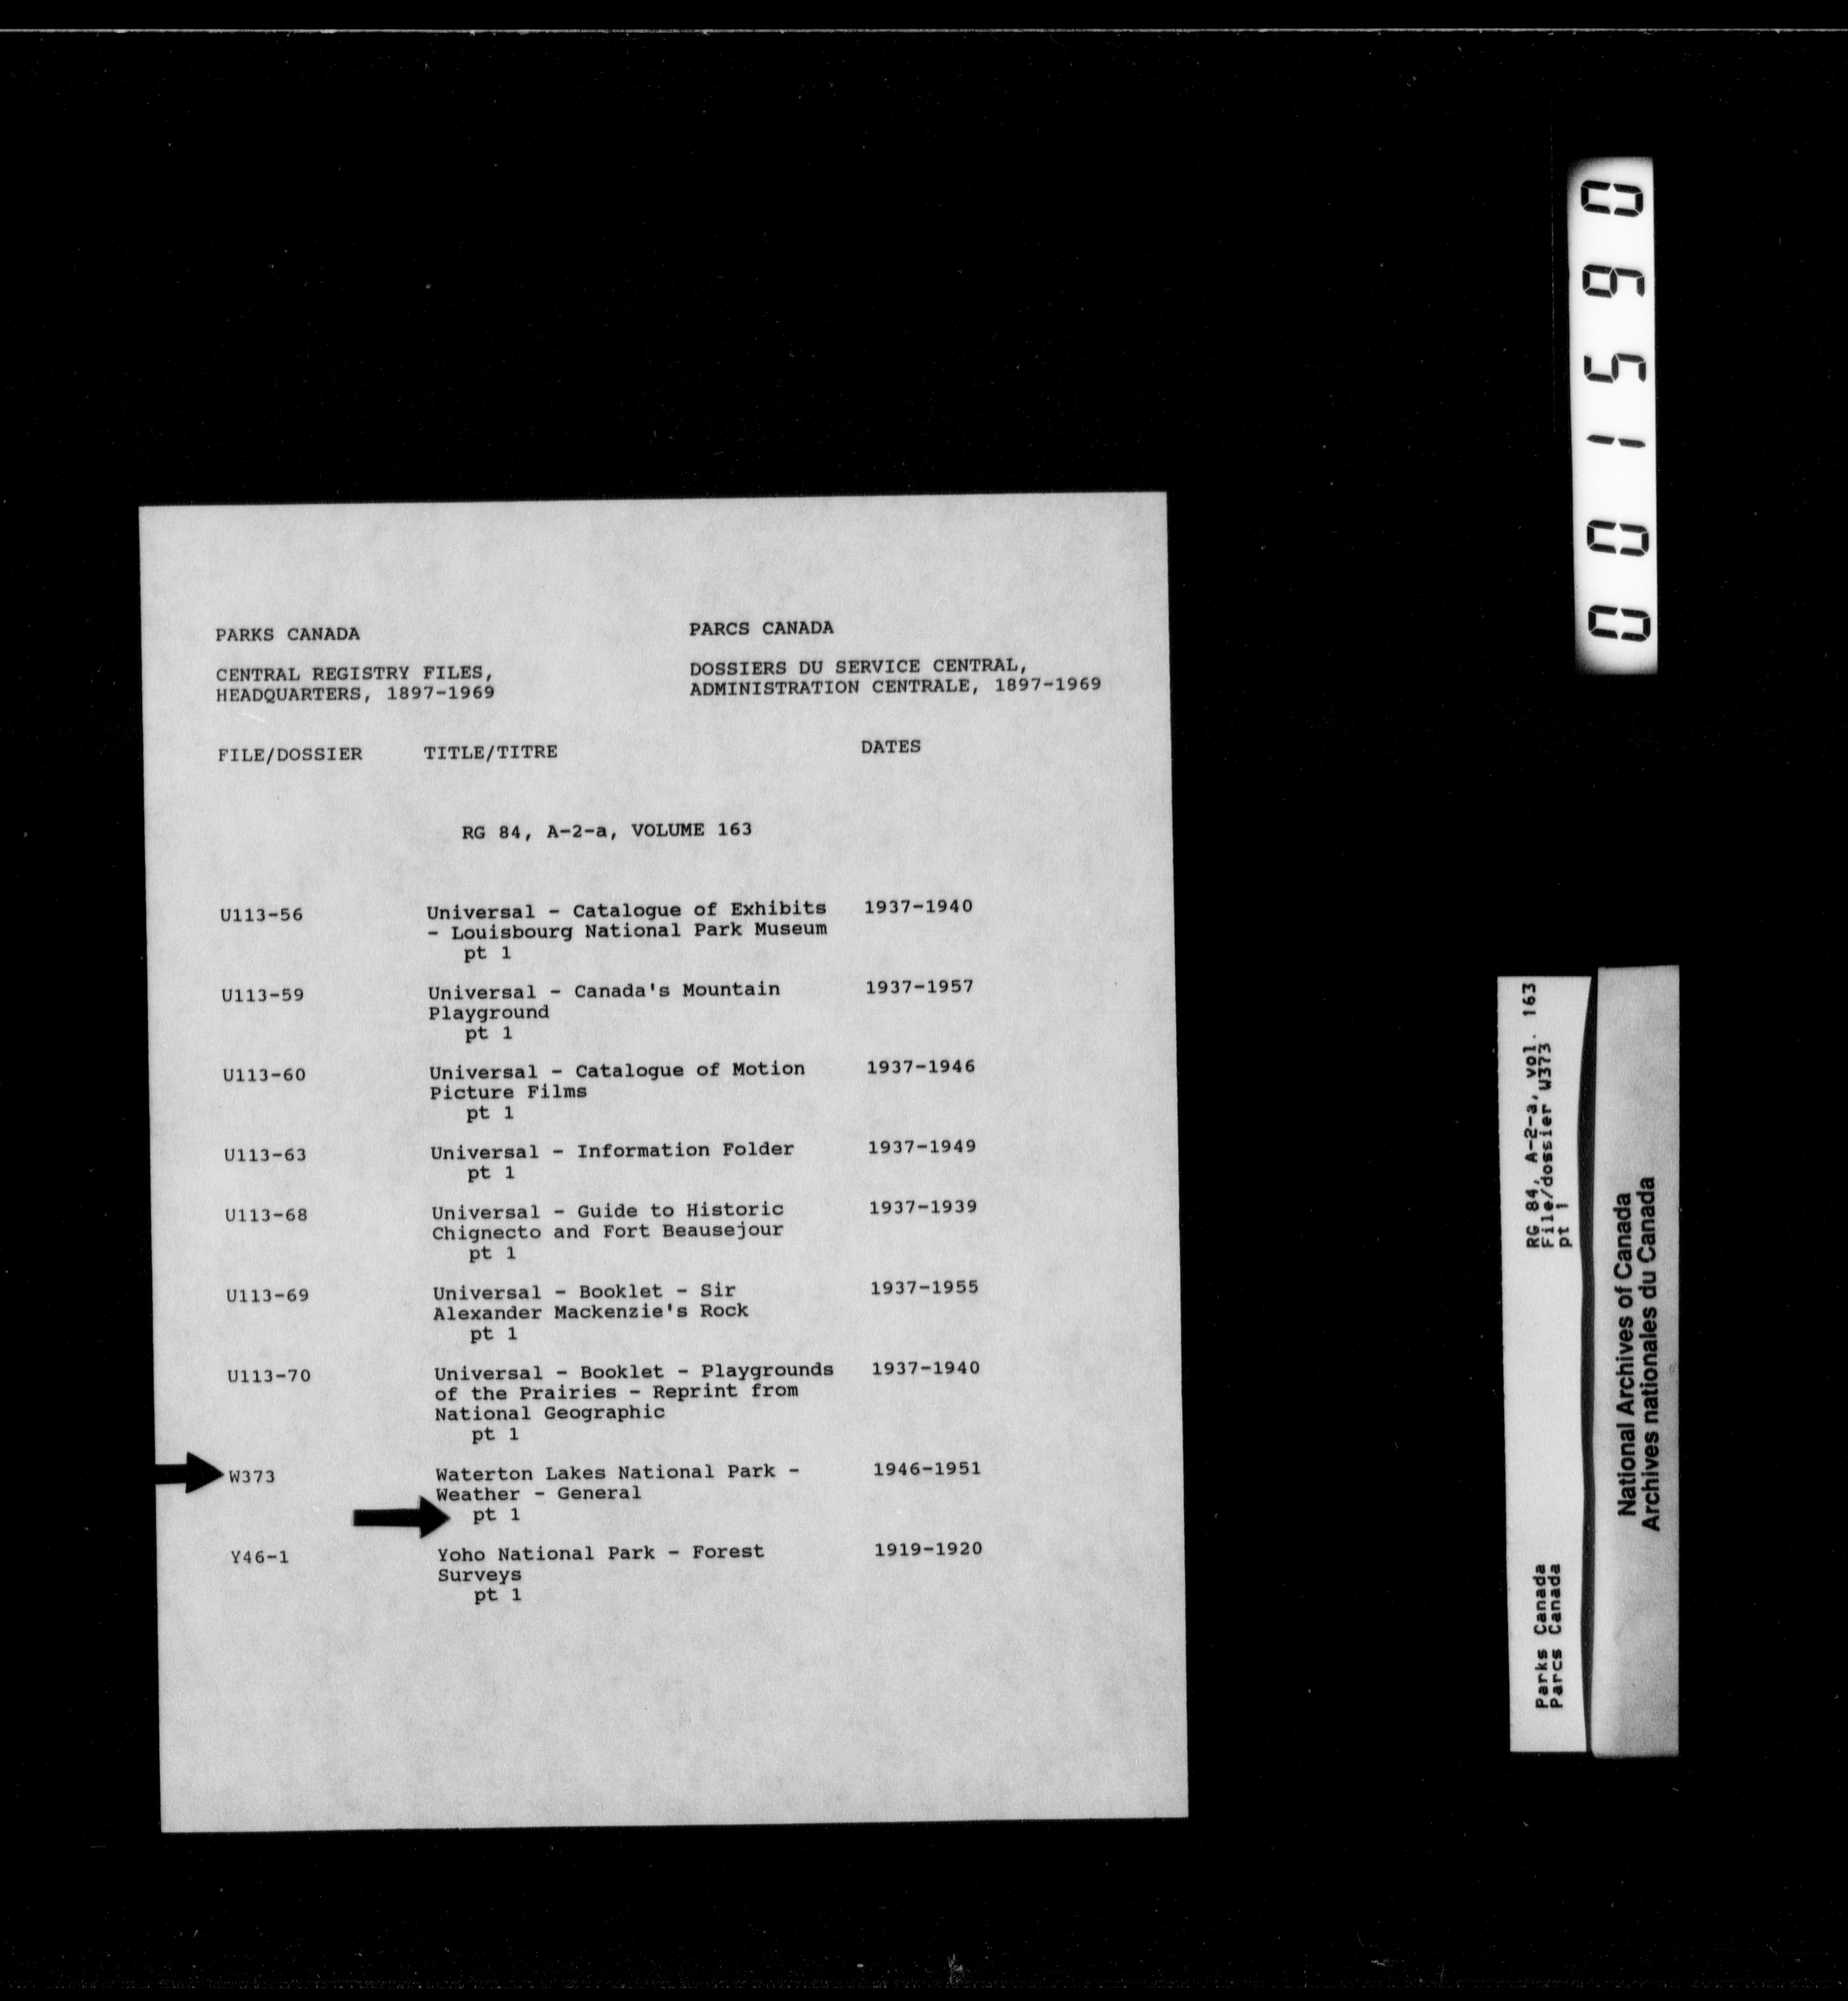 PARKS CANADA
CENTRAL REGISTRY FILES,
HEADQUARTERS, 1897-1969
PARCS CANADA
DOSSIERS DU SERVICE CENTRAL,
ADMINISTRATION CENTRALE, 1897-1969
FILE/DOSSIER TITLE/TITRE DATES
RG 84, A-2-a, VOLUME 163
U113-56 Universal - Catalogue of Exhibits 1937-1940
- Louisbourg National Park Museum
pt 1
U113-59 Universal - Canada's Mountain 1937-1957
Playground
pt 1
U113-60 Universal - Catalogue of Motion 1937-1946
Picture Films
pt 1
U113-63 Universal - Information Folder 1937-1949
pt 1
U113-68 Universal - Guide to Historic 1937-1939
Chignecto and Fort Beausejour
pt 1
U113-69 Universal - Booklet - Sir 1937-1955
Alexander Mackenzie's Rock
pt 1
U113-70 Universal - Booklet - Playgrounds 1937-1940
of the Prairies - Reprint from
National Geographic
pt 1
W373 Waterton Lakes National Park - 1946-1951
Weather - General
pt 1
Y46-1 Yoho National Park - Forest 1919-1920
Surveys
pt 1
001560
Parks Canada
Parcs Canada
RG 84, A-2-a, vol. 163
File/dossier W373
pt 1
National Archives of Canada
Archives nationales du Canada